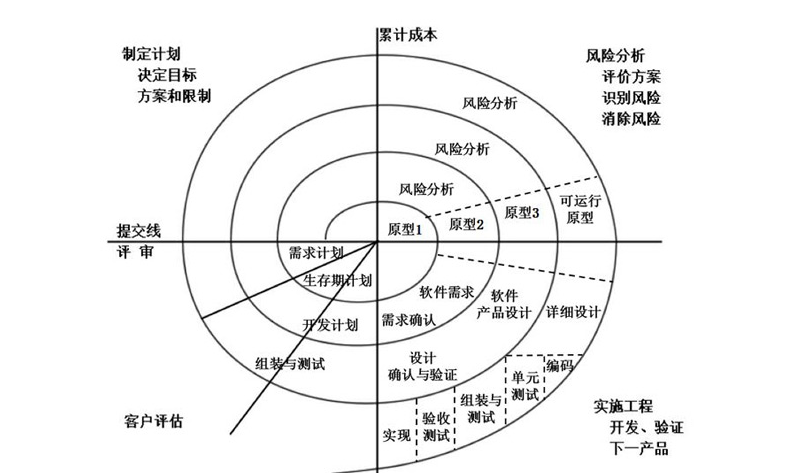 累计成本
制定计划
决定目标
方案和限制
风险分析
评价方案
识别风险
消除风险
风险分析
风险分析
风险分析
可运行
原型
原型3
原型2
原型1
提交线
评 审
需求计划
生存期计划
开发计划
组装与测试
软件需求
需求确认
软件
产品设计
详细设计
设计
确认与验证
编码
单元
测试
组装与
测试
验收
测试
实现
客户评估
实施工程
开发、验证
下一产品